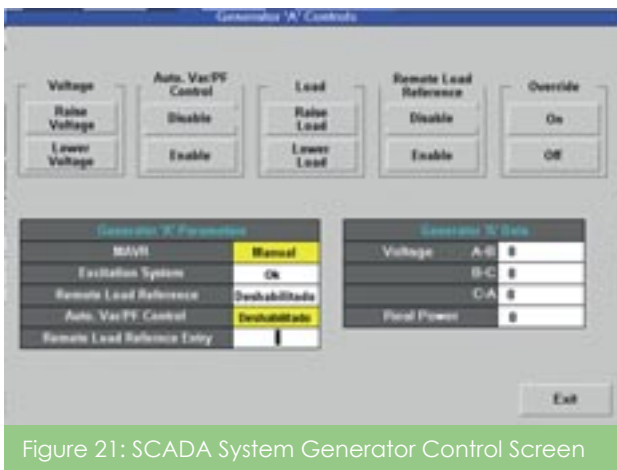 Generator 'A' Controls
Voltage
Raise Voltage
Lower Voltage
Auto. Var/PF Control
Disable
Enable
Load
Raise Load
Lower Load
Remote Load Reference
Disable
Enable
Override
On
Off
Generator 'A' Parameters
MAVR Manual
Excitation System Ok
Remote Load Reference Deshabilitado
Auto. Var/PF Control Deshabilitado
Remote Load Reference Entry
Generator 'A' Data
Voltage A-B 0
B-C 0
C-A 0
Real Power 0
Exit
Figure 21: SCADA System Generator Control Screen